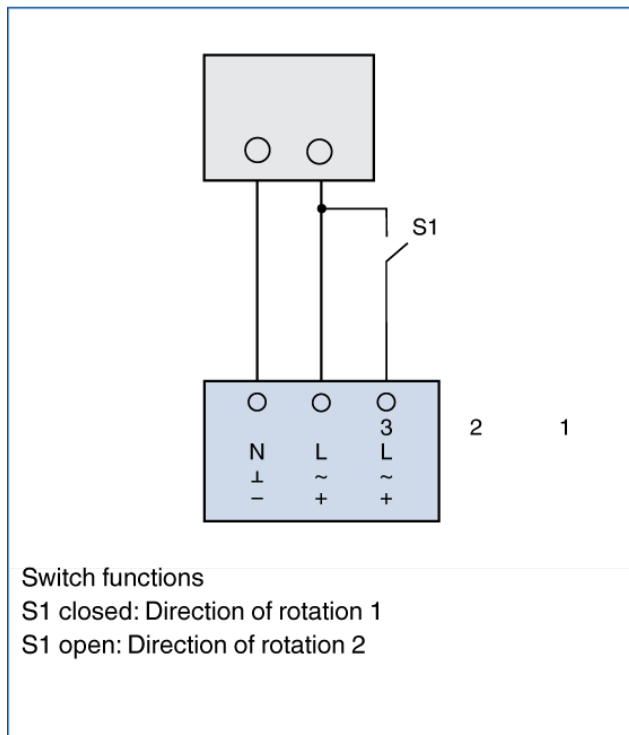 S1
3 2 1
N L L
⊥ ~ ~
− + +
Switch functions
S1 closed: Direction of rotation 1
S1 open: Direction of rotation 2